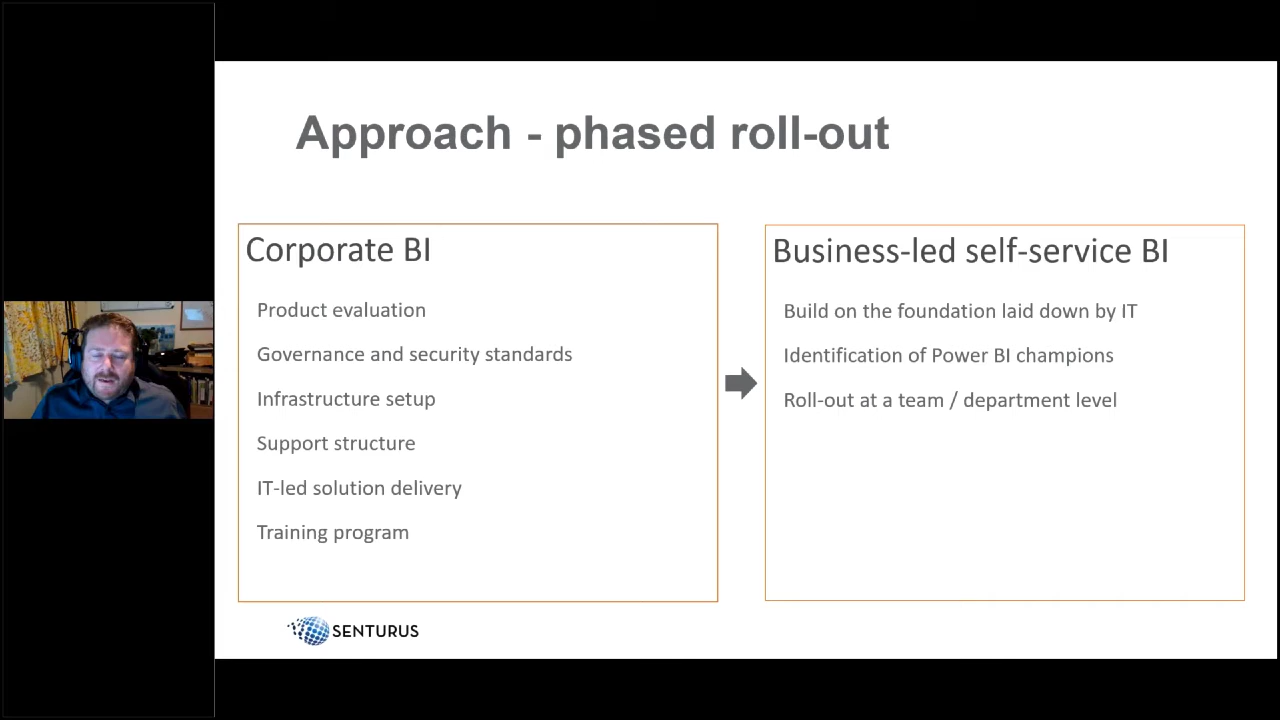 Approach - phased roll-out
Corporate BI
Product evaluation
Governance and security standards
Infrastructure setup
Support structure
IT-led solution delivery
Training program
Business-led self-service BI
Build on the foundation laid down by IT
Identification of Power BI champions
Roll-out at a team / department level
SENTURUS